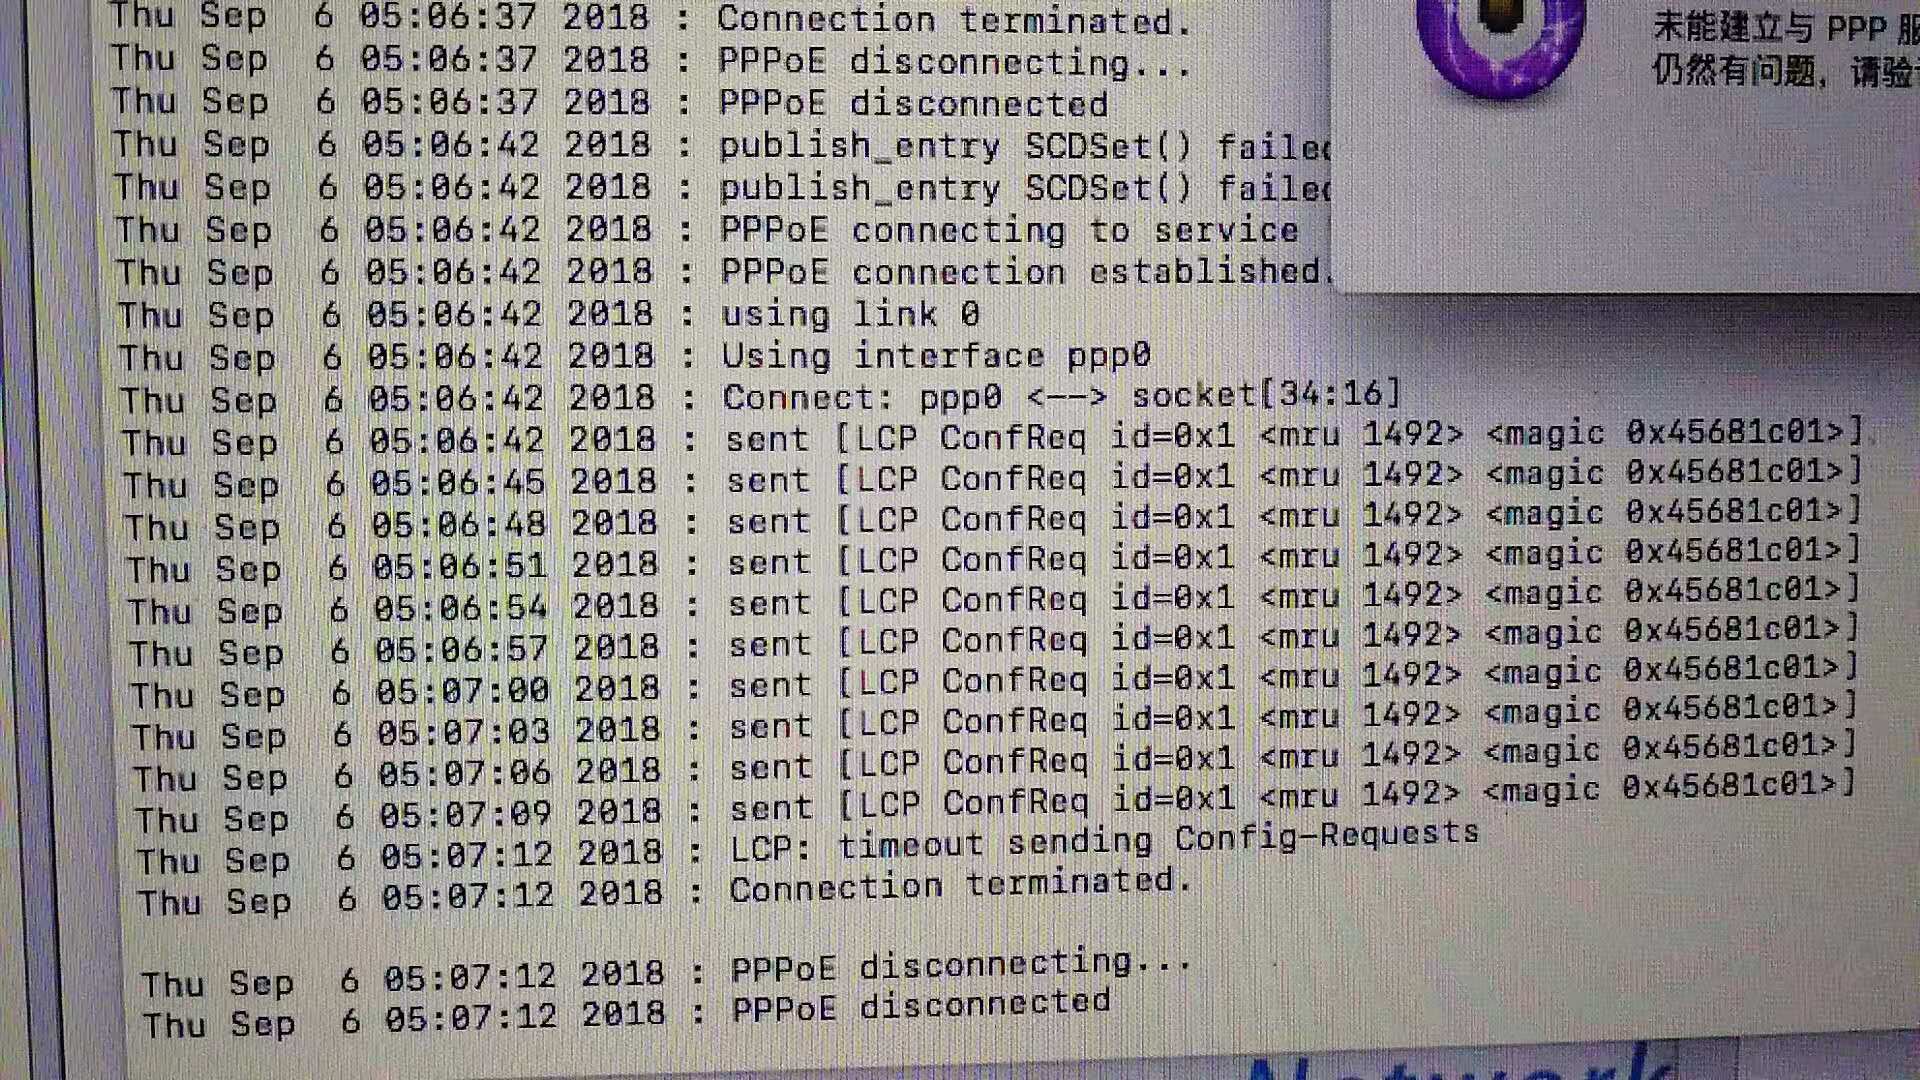 Thu Sep  6 05:06:37 2018 : Connection terminated.
Thu Sep  6 05:06:37 2018 : PPPoE disconnecting...
Thu Sep  6 05:06:37 2018 : PPPoE disconnected
Thu Sep  6 05:06:42 2018 : publish_entry SCDSet() failed
Thu Sep  6 05:06:42 2018 : publish_entry SCDSet() failed
Thu Sep  6 05:06:42 2018 : PPPoE connecting to service
Thu Sep  6 05:06:42 2018 : PPPoE connection established.
Thu Sep  6 05:06:42 2018 : using link 0
Thu Sep  6 05:06:42 2018 : Using interface ppp0
Thu Sep  6 05:06:42 2018 : Connect: ppp0 <--> socket[34:16]
Thu Sep  6 05:06:42 2018 : sent [LCP ConfReq id=0x1 <mru 1492> <magic 0x45681c01>]
Thu Sep  6 05:06:45 2018 : sent [LCP ConfReq id=0x1 <mru 1492> <magic 0x45681c01>]
Thu Sep  6 05:06:48 2018 : sent [LCP ConfReq id=0x1 <mru 1492> <magic 0x45681c01>]
Thu Sep  6 05:06:51 2018 : sent [LCP ConfReq id=0x1 <mru 1492> <magic 0x45681c01>]
Thu Sep  6 05:06:54 2018 : sent [LCP ConfReq id=0x1 <mru 1492> <magic 0x45681c01>]
Thu Sep  6 05:06:57 2018 : sent [LCP ConfReq id=0x1 <mru 1492> <magic 0x45681c01>]
Thu Sep  6 05:07:00 2018 : sent [LCP ConfReq id=0x1 <mru 1492> <magic 0x45681c01>]
Thu Sep  6 05:07:03 2018 : sent [LCP ConfReq id=0x1 <mru 1492> <magic 0x45681c01>]
Thu Sep  6 05:07:06 2018 : sent [LCP ConfReq id=0x1 <mru 1492> <magic 0x45681c01>]
Thu Sep  6 05:07:09 2018 : sent [LCP ConfReq id=0x1 <mru 1492> <magic 0x45681c01>]
Thu Sep  6 05:07:12 2018 : LCP: timeout sending Config-Requests
Thu Sep  6 05:07:12 2018 : Connection terminated.
Thu Sep  6 05:07:12 2018 : PPPoE disconnecting...
Thu Sep  6 05:07:12 2018 : PPPoE disconnected
未能建立与 PPP 服
仍然有问题，请验
Network